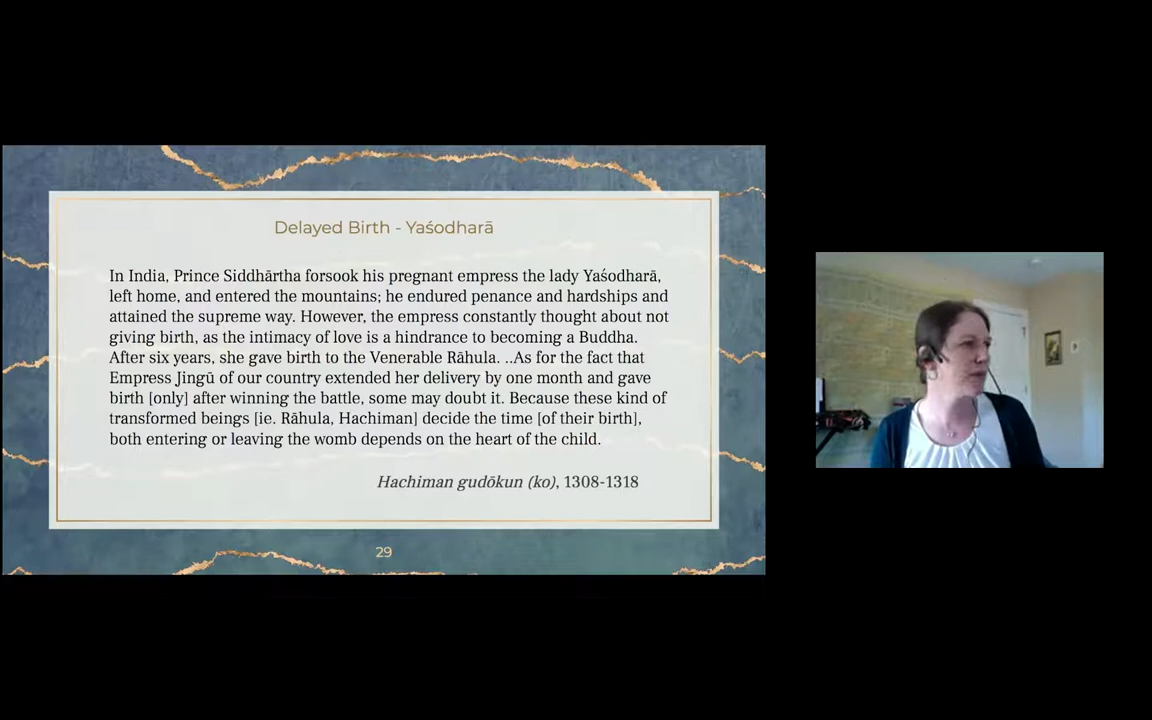 Delayed Birth - Yaśodharā
In India, Prince Siddhārtha forsook his pregnant empress the lady Yaśodharā,
left home, and entered the mountains; he endured penance and hardships and
attained the supreme way. However, the empress constantly thought about not
giving birth, as the intimacy of love is a hindrance to becoming a Buddha.
After six years, she gave birth to the Venerable Rāhula. ..As for the fact that
Empress Jingū of our country extended her delivery by one month and gave
birth [only] after winning the battle, some may doubt it. Because these kind of
transformed beings [ie. Rāhula, Hachiman] decide the time [of their birth],
both entering or leaving the womb depends on the heart of the child.
Hachiman gudōkun (ko), 1308-1318
29